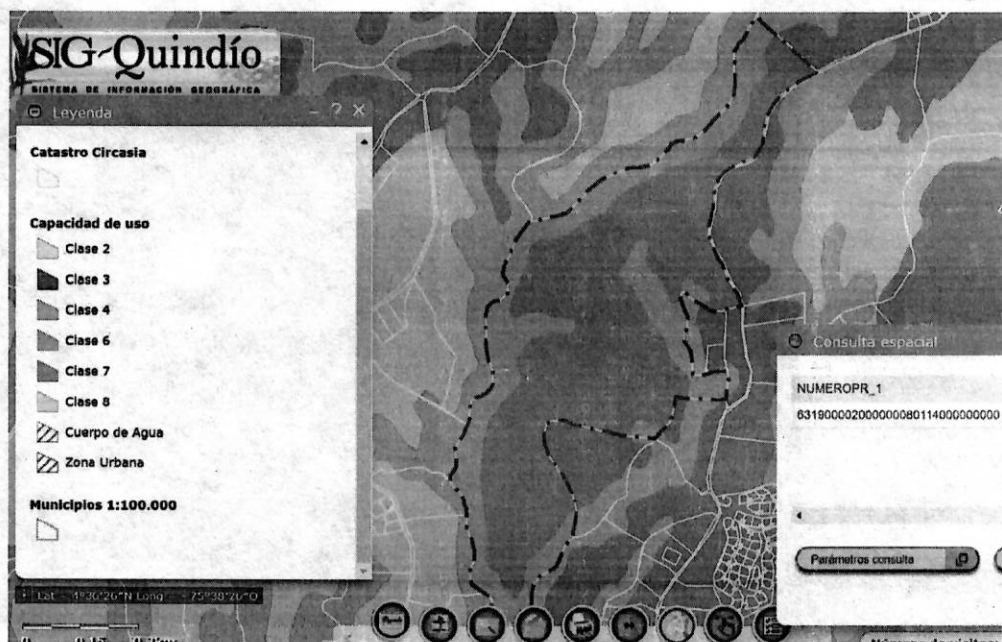 SIG-Quindío
SISTEMA DE INFORMACIÓN GEOGRÁFICA
Leyenda
Catastro Circasia
Capacidad de uso
Clase 2
Clase 3
Clase 4
Clase 6
Clase 7
Clase 8
Cuerpo de Agua
Zona Urbana
Municipios 1:100.000
Consulta espacial
NUMEROPR_1
Parámetros consulta